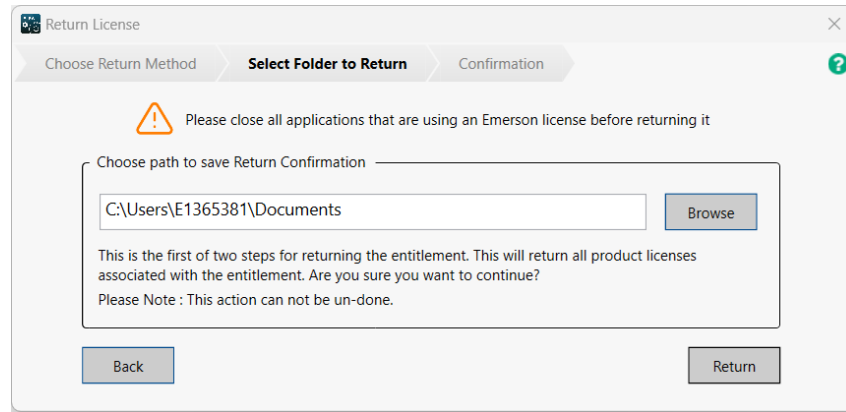 Return License
Choose Return Method
Select Folder to Return
Confirmation
?
Please close all applications that are using an Emerson license before returning it
Choose path to save Return Confirmation
C:\Users\E1365381\Documents
Browse
This is the first of two steps for returning the entitlement. This will return all product licenses
associated with the entitlement. Are you sure you want to continue?
Please Note : This action can not be un-done.
Back
Return